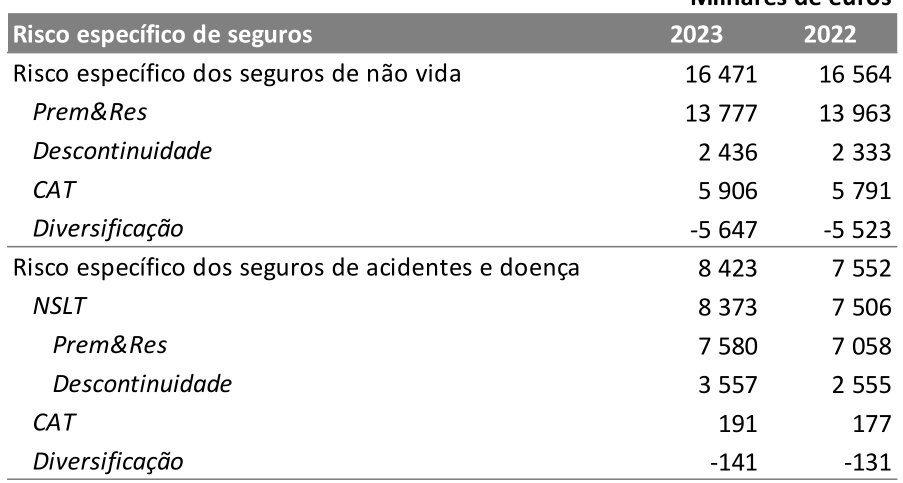 Milhares de euros
Risco específico de seguros 2023 2022
Risco específico dos seguros de não vida 16 471 16 564
Prem&Res 13 777 13 963
Descontinuidade 2 436 2 333
CAT 5 906 5 791
Diversificação -5 647 -5 523
Risco específico dos seguros de acidentes e doença 8 423 7 552
NSLT 8 373 7 506
Prem&Res 7 580 7 058
Descontinuidade 3 557 2 555
CAT 191 177
Diversificação -141 -131